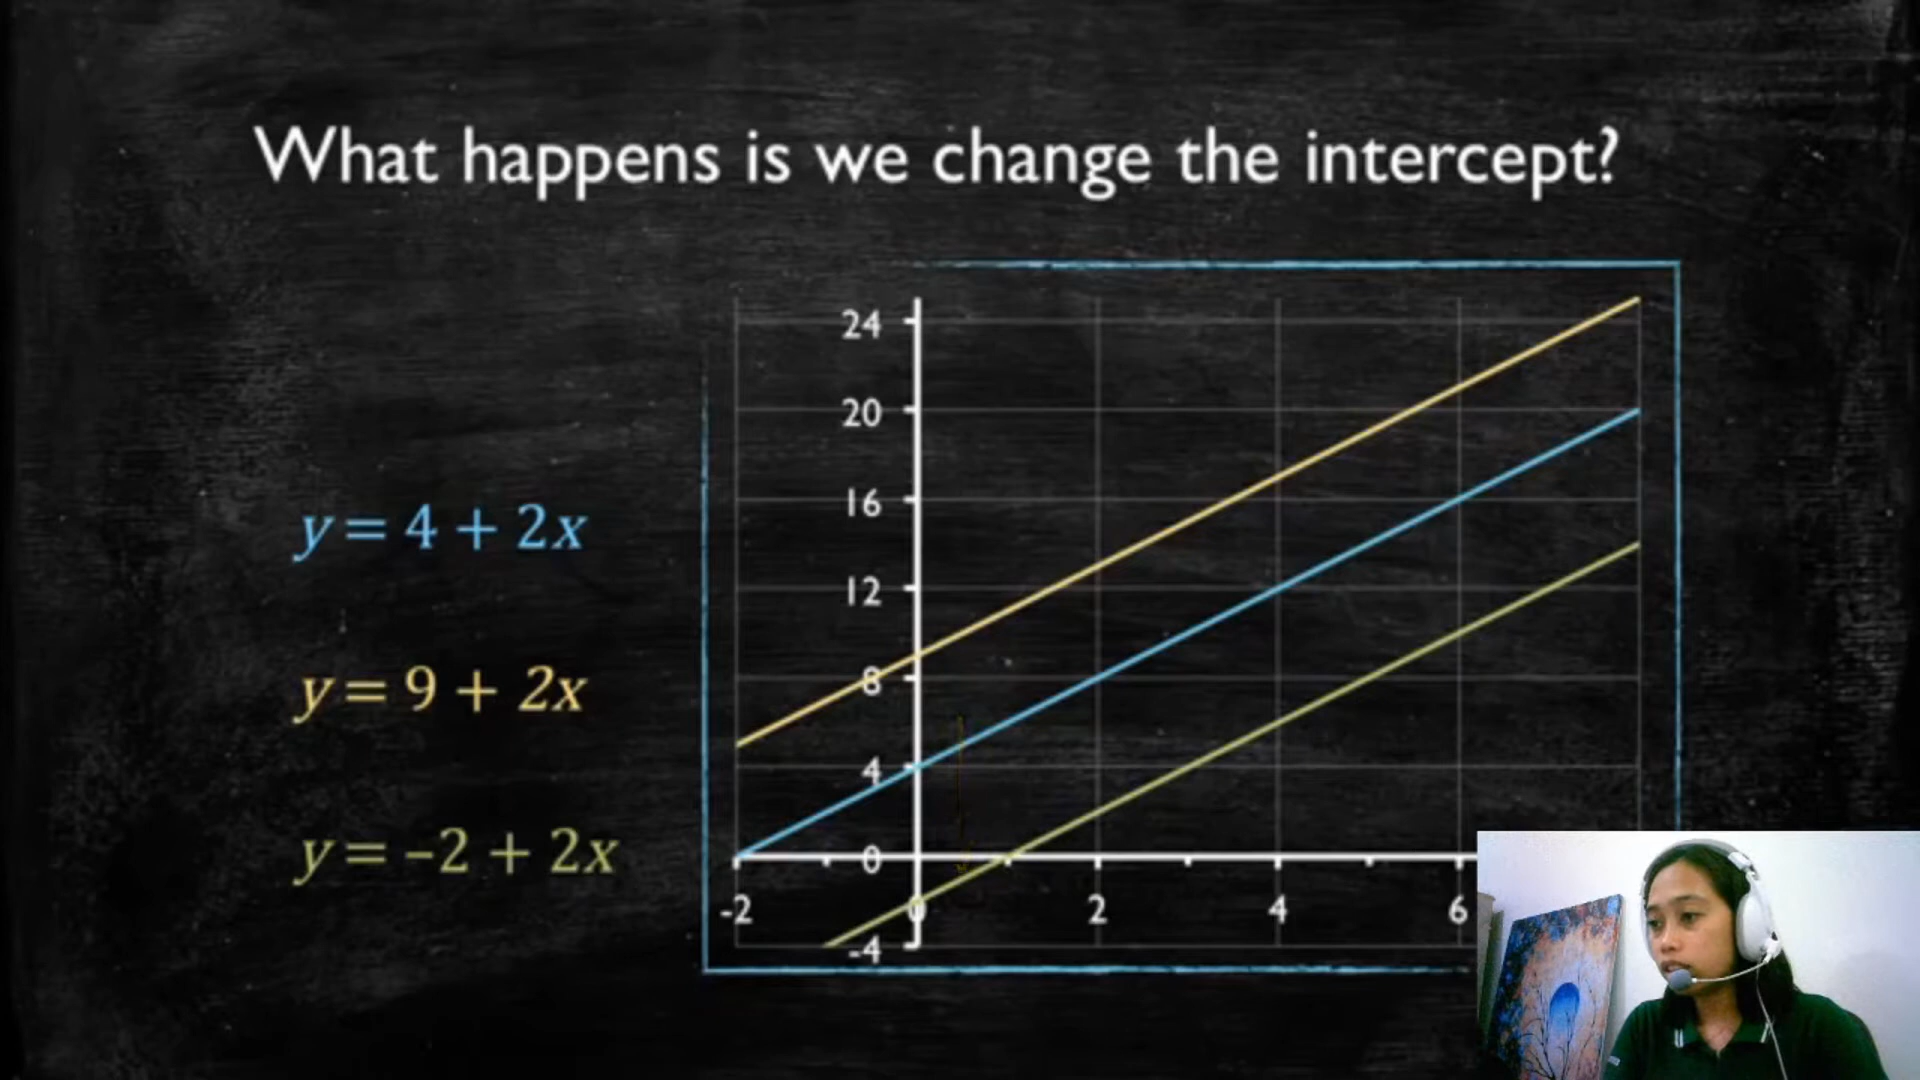 What happens is we change the intercept?
y = 4 + 2x
y = 9 + 2x
y = –2 + 2x
24
20
16
12
8
4
0
-4
-2 0 2 4 6